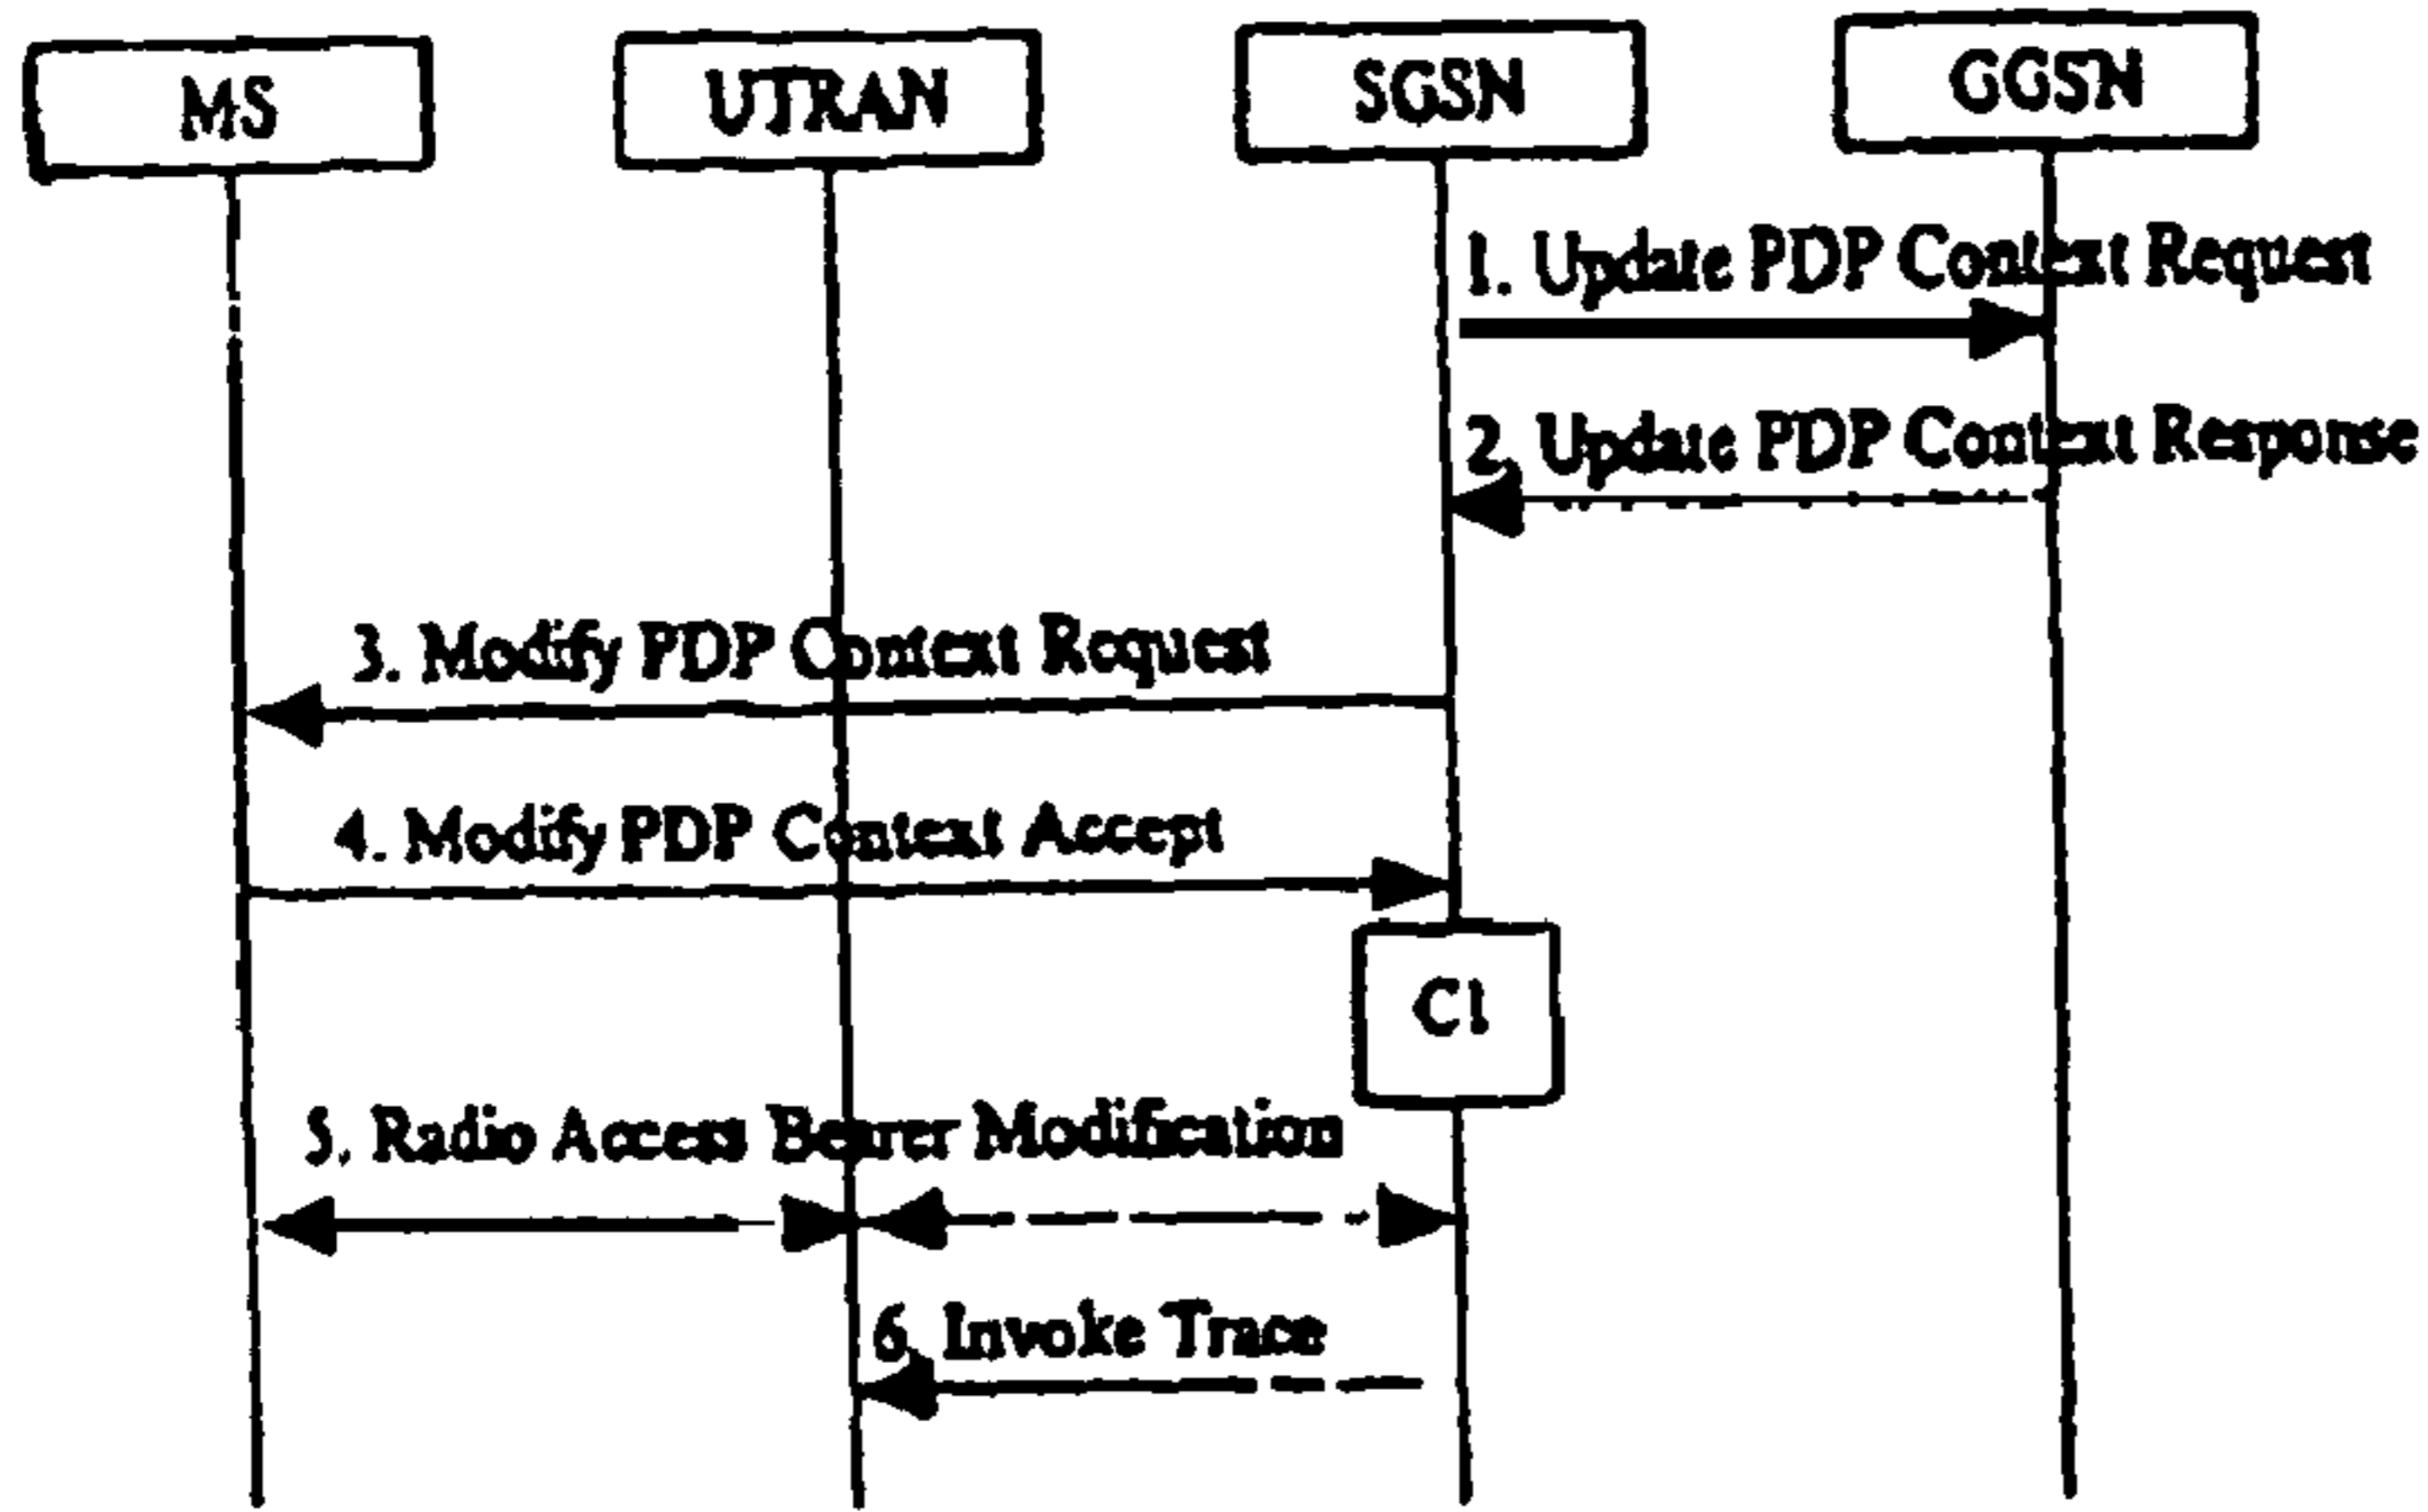 MS
UTRAN
SGSN
GGSN
1. Update PDP Context Request
2. Update PDP Context Response
3. Modify PDP Context Request
4. Modify PDP Context Accept
C1
5. Radio Access Bearer Modification
6. Invoke Trace